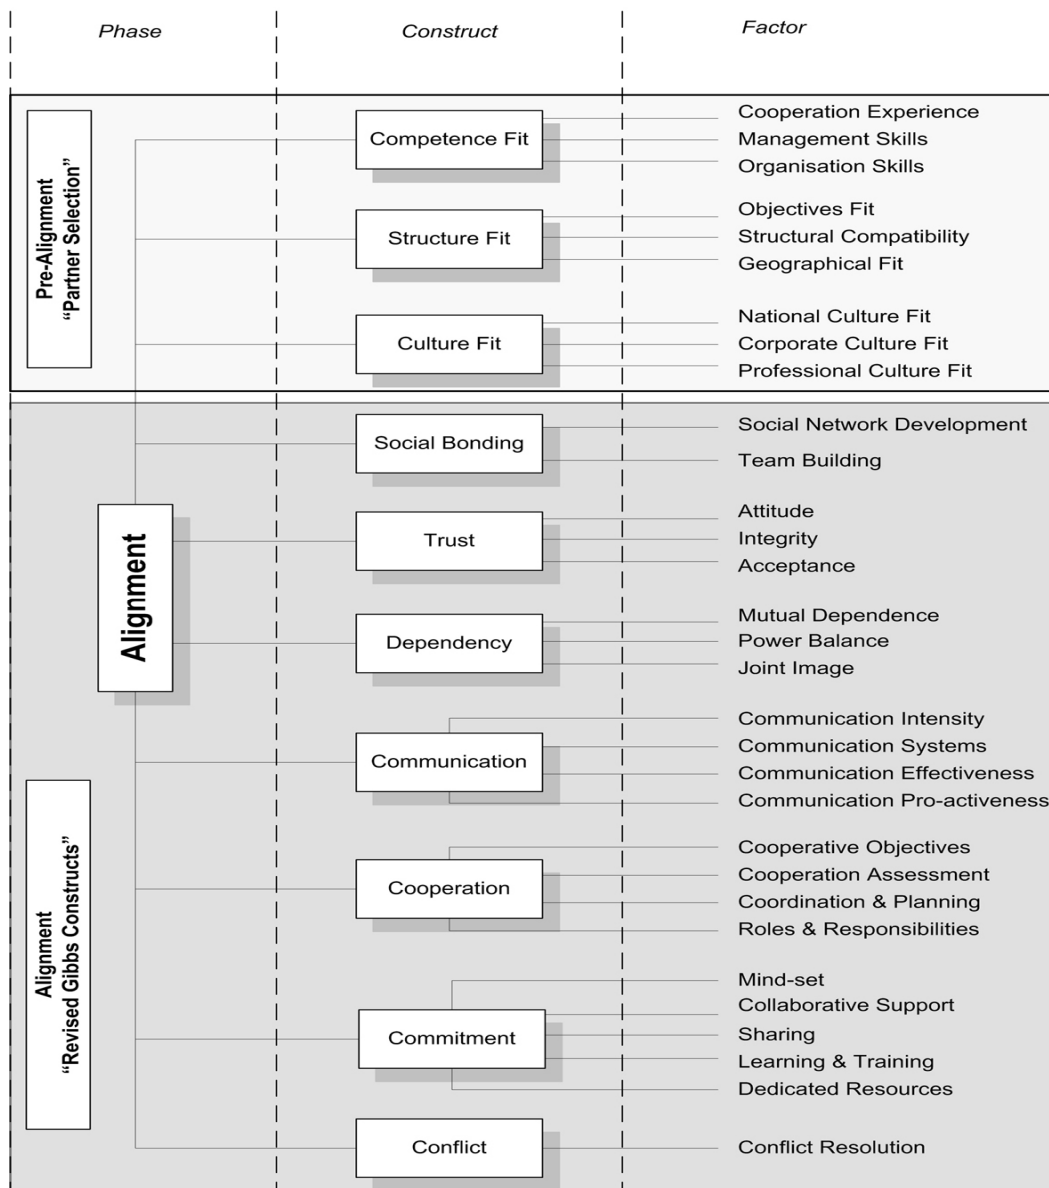 Phase
Construct
Factor
Pre-Alignment
“Partner Selection”
Competence Fit
Cooperation Experience
Management Skills
Organisation Skills
Structure Fit
Objectives Fit
Structural Compatibility
Geographical Fit
Culture Fit
National Culture Fit
Corporate Culture Fit
Professional Culture Fit
Alignment
Alignment
“Revised Gibbs Constructs”
Social Bonding
Social Network Development
Team Building
Trust
Attitude
Integrity
Acceptance
Dependency
Mutual Dependence
Power Balance
Joint Image
Communication
Communication Intensity
Communication Systems
Communication Effectiveness
Communication Pro-activeness
Cooperation
Cooperative Objectives
Cooperation Assessment
Coordination & Planning
Roles & Responsibilities
Commitment
Mind-set
Collaborative Support
Sharing
Learning & Training
Dedicated Resources
Conflict
Conflict Resolution